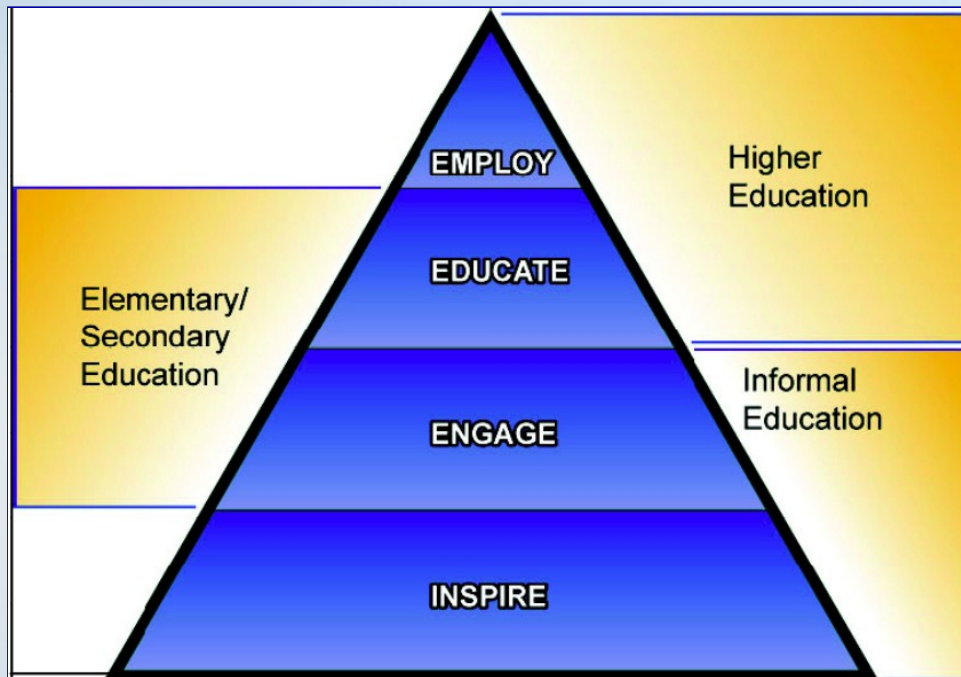 EMPLOY
Higher
Education
EDUCATE
Elementary/
Secondary
Education
Informal
Education
ENGAGE
INSPIRE